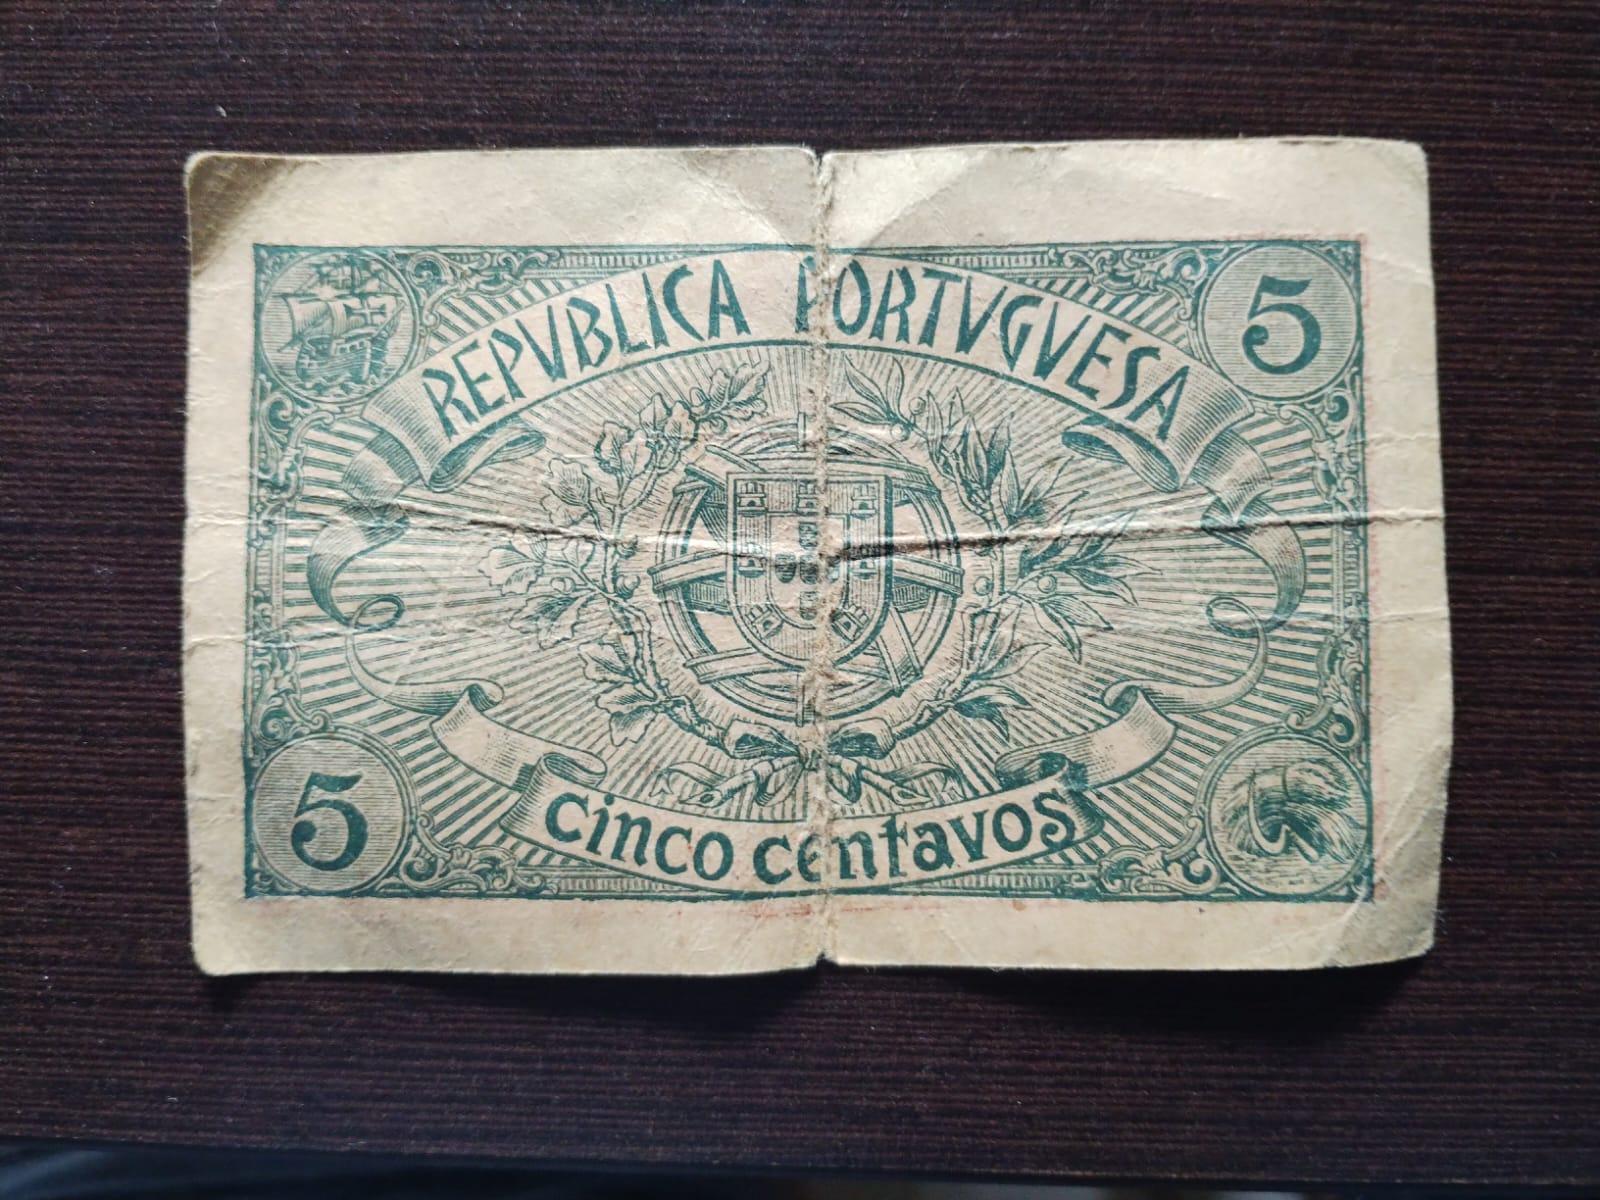 REPVBLICA PORTVGVESA
5
5
cinco centavos